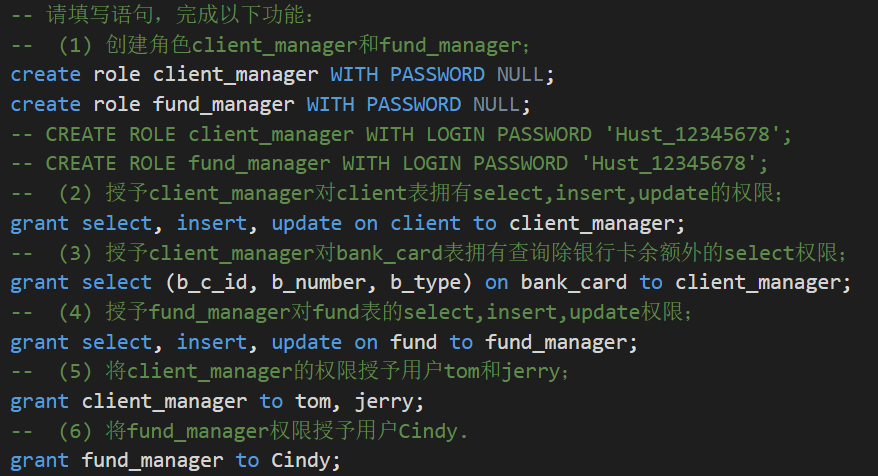 -- 请填写语句，完成以下功能：
-- （1) 创建角色client_manager和fund_manager；
create role client_manager WITH PASSWORD NULL;
create role fund_manager WITH PASSWORD NULL;
-- CREATE ROLE client_manager WITH LOGIN PASSWORD 'Hust_12345678';
-- CREATE ROLE fund_manager WITH LOGIN PASSWORD 'Hust_12345678';
-- （2) 授予client_manager对client表拥有select,insert,update的权限；
grant select, insert, update on client to client_manager;
-- （3) 授予client_manager对bank_card表拥有查询除银行卡余额外的select权限；
grant select (b_c_id, b_number, b_type) on bank_card to client_manager;
-- （4) 授予fund_manager对fund表的select,insert,update权限；
grant select, insert, update on fund to fund_manager;
-- （5) 将client_manager的权限授予用户tom和jerry；
grant client_manager to tom, jerry;
-- （6) 将fund_manager权限授予用户Cindy.
grant fund_manager to Cindy;